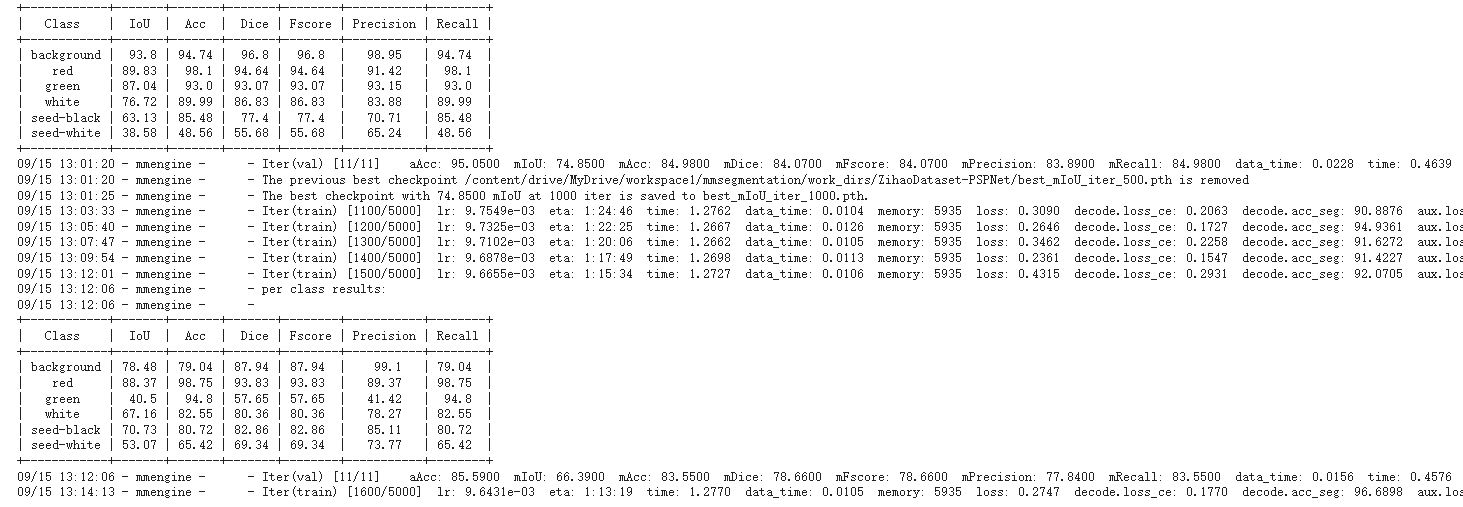 +------------+-------+-------+-------+--------+-----------+--------+
|   Class    |  IoU  |  Acc  |  Dice | Fscore | Precision | Recall |
+------------+-------+-------+-------+--------+-----------+--------+
| background |  93.8 | 94.74 |  96.8 |  96.8  |   98.95   | 94.74  |
|    red     | 89.83 |  98.1 | 94.64 | 94.64  |   91.42   |  98.1  |
|   green    | 87.04 |  93.0 | 93.07 | 93.07  |   93.15   |  93.0  |
|   white    | 76.72 | 89.99 | 86.83 | 86.83  |   83.88   | 89.99  |
| seed-black | 63.13 | 85.48 |  77.4 |  77.4  |   70.71   | 85.48  |
| seed-white | 38.58 | 48.56 | 55.68 | 55.68  |   65.24   | 48.56  |
+------------+-------+-------+-------+--------+-----------+--------+
09/15 13:01:20 - mmengine - - Iter(val) [11/11] aAcc: 95.0500 mIoU: 74.8500 mAcc: 84.9800 mDice: 84.0700 mFscore: 84.0700 mPrecision: 83.8900 mRecall: 84.9800 data_time: 0.0228 time: 0.4639
09/15 13:01:20 - mmengine - - The previous best checkpoint /content/drive/MyDrive/workspace1/mmsegmentation/work_dirs/ZihaoDataset-PSPNet/best_mIoU_iter_500.pth is removed
09/15 13:01:25 - mmengine - - The best checkpoint with 74.8500 mIoU at 1000 iter is saved to best_mIoU_iter_1000.pth.
09/15 13:03:33 - mmengine - - Iter(train) [1100/5000] lr: 9.7549e-03 eta: 1:24:46 time: 1.2762 data_time: 0.0104 memory: 5935 loss: 0.3090 decode.loss_ce: 0.2063 decode.acc_seg: 90.8876 aux.los
09/15 13:05:40 - mmengine - - Iter(train) [1200/5000] lr: 9.7325e-03 eta: 1:22:25 time: 1.2667 data_time: 0.0126 memory: 5935 loss: 0.2646 decode.loss_ce: 0.1727 decode.acc_seg: 94.9361 aux.los
09/15 13:07:47 - mmengine - - Iter(train) [1300/5000] lr: 9.7102e-03 eta: 1:20:06 time: 1.2662 data_time: 0.0105 memory: 5935 loss: 0.3462 decode.loss_ce: 0.2258 decode.acc_seg: 91.6272 aux.los
09/15 13:09:54 - mmengine - - Iter(train) [1400/5000] lr: 9.6878e-03 eta: 1:17:49 time: 1.2698 data_time: 0.0113 memory: 5935 loss: 0.2361 decode.loss_ce: 0.1547 decode.acc_seg: 91.4227 aux.los
09/15 13:12:01 - mmengine - - Iter(train) [1500/5000] lr: 9.6655e-03 eta: 1:15:34 time: 1.2727 data_time: 0.0106 memory: 5935 loss: 0.4315 decode.loss_ce: 0.2931 decode.acc_seg: 92.0705 aux.los
09/15 13:12:06 - mmengine - - per class results:
09/15 13:12:06 - mmengine - -
+------------+-------+-------+-------+--------+-----------+--------+
|   Class    |  IoU  |  Acc  |  Dice | Fscore | Precision | Recall |
+------------+-------+-------+-------+--------+-----------+--------+
| background | 78.48 | 79.04 | 87.94 | 87.94  |    99.1   | 79.04  |
|    red     | 88.37 | 98.75 | 93.83 | 93.83  |   89.37   | 98.75  |
|   green    |  40.5 |  94.8 | 57.65 | 57.65  |   41.42   |  94.8  |
|   white    | 67.16 | 82.55 | 80.36 | 80.36  |   78.27   | 82.55  |
| seed-black | 70.73 | 80.72 | 82.86 | 82.86  |   85.11   | 80.72  |
| seed-white | 53.07 | 65.42 | 69.34 | 69.34  |   73.77   | 65.42  |
+------------+-------+-------+-------+--------+-----------+--------+
09/15 13:12:06 - mmengine - - Iter(val) [11/11] aAcc: 85.5900 mIoU: 66.3900 mAcc: 83.5500 mDice: 78.6600 mFscore: 78.6600 mPrecision: 77.8400 mRecall: 83.5500 data_time: 0.0156 time: 0.4576
09/15 13:14:13 - mmengine - - Iter(train) [1600/5000] lr: 9.6431e-03 eta: 1:13:19 time: 1.2770 data_time: 0.0105 memory: 5935 loss: 0.2747 decode.loss_ce: 0.1770 decode.acc_seg: 96.6898 aux.los